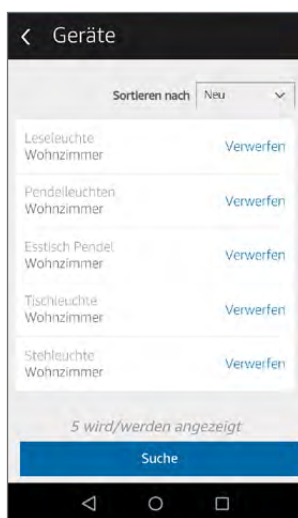 Geräte
Sortieren nach Neu
Leseleuchte
Wohnzimmer
Verwerfen
Pendelleuchten
Wohnzimmer
Verwerfen
Esstisch Pendel
Wohnzimmer
Verwerfen
Tischleuchte
Wohnzimmer
Verwerfen
Stehleuchte
Wohnzimmer
Verwerfen
5 wird/werden angezeigt
Suche